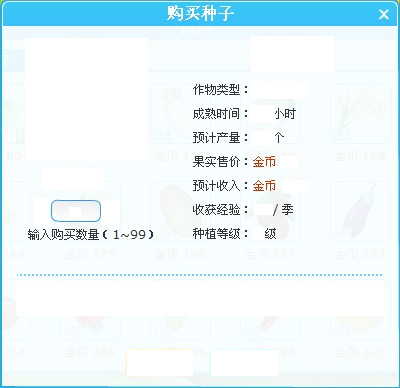 购买种子
作物类型：
成熟时间： 小时
预计产量： 个
果实售价：金币
预计收入：金币
收获经验： / 季
种植等级： 级
输入购买数量（1~99）